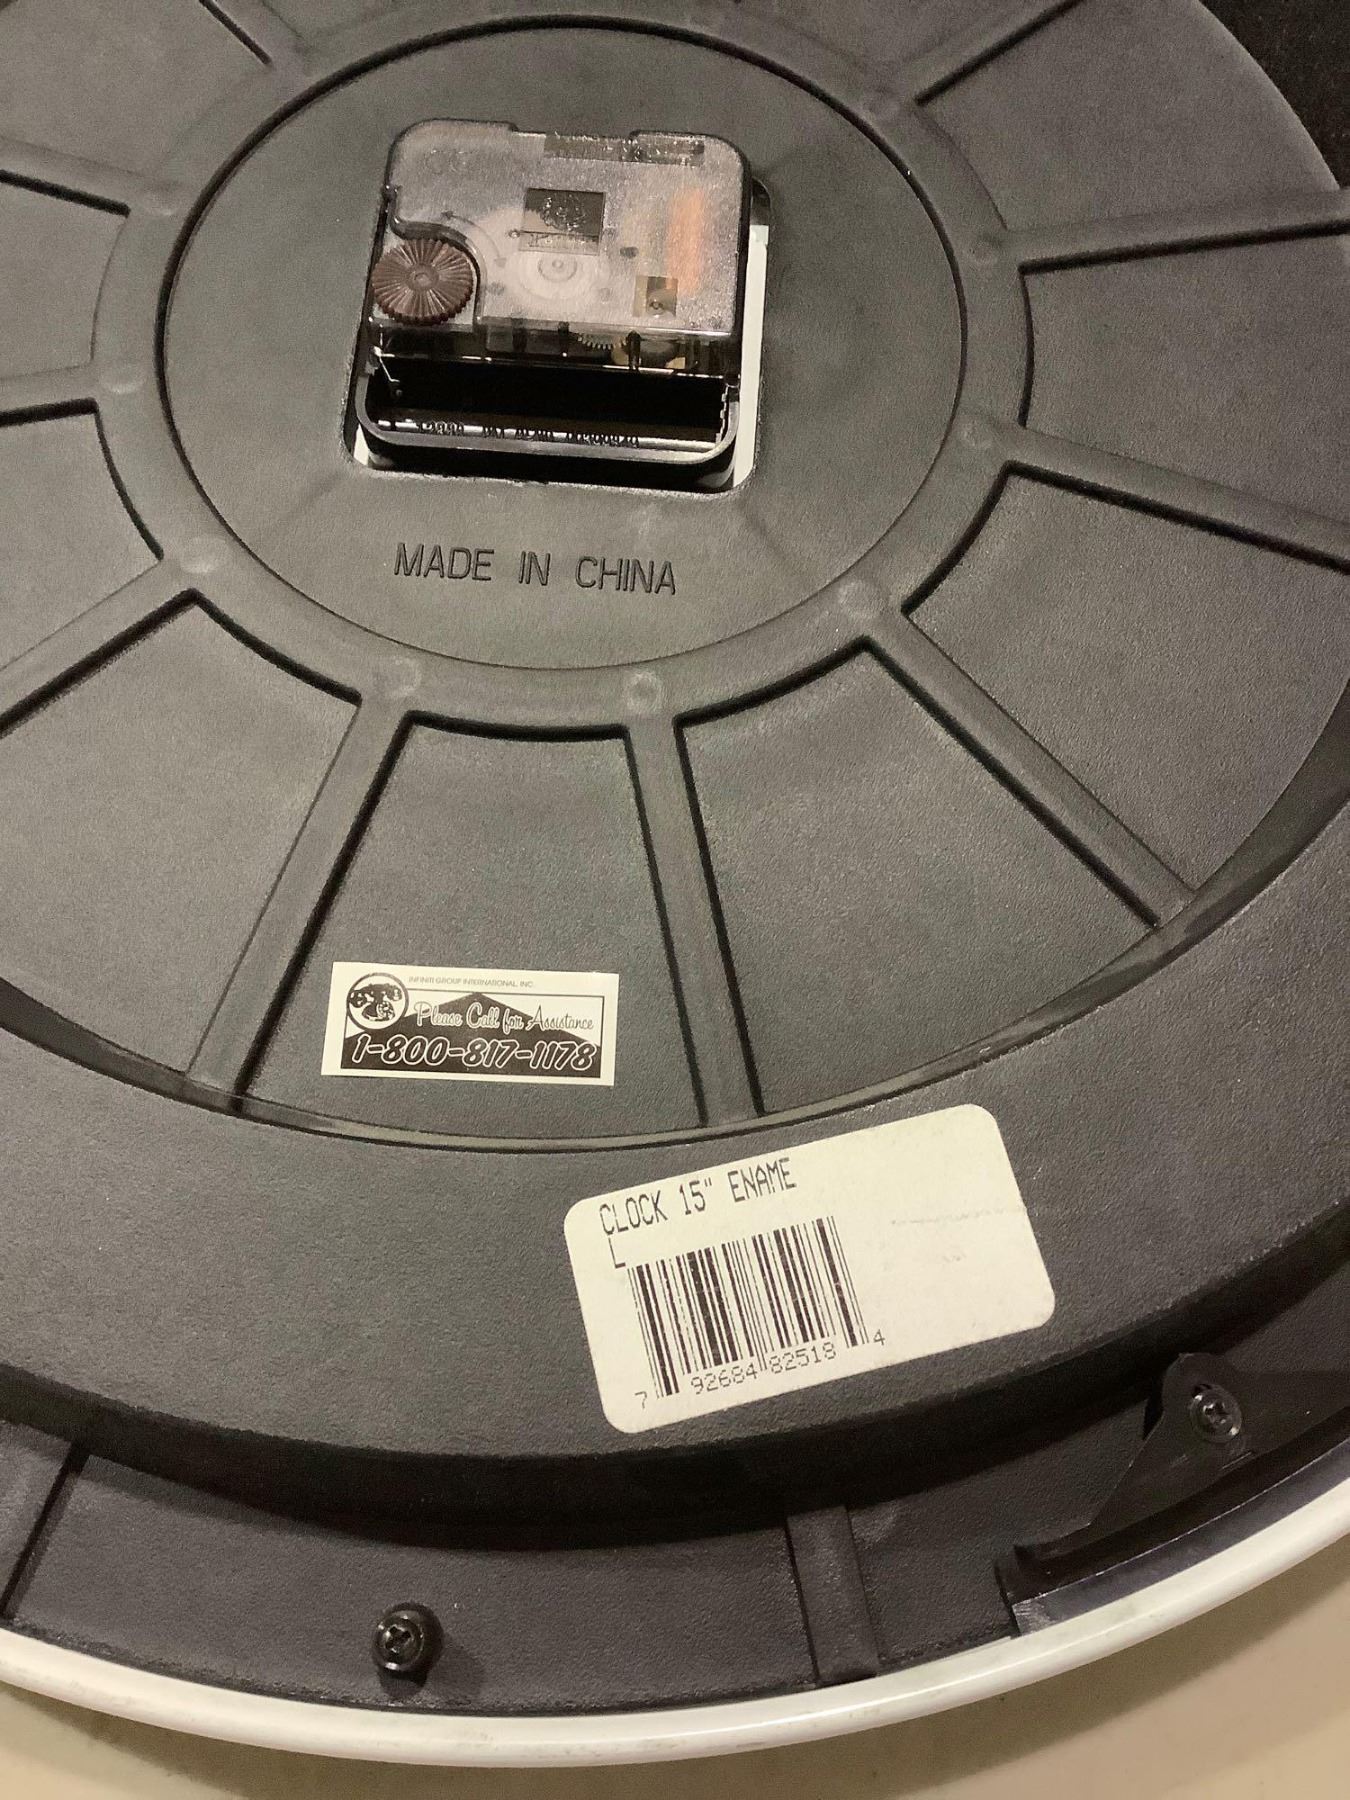 MADE IN CHINA
INFINITI GROUP INTERNATIONAL, INC.
Please Call for Assistance
1-800-817-1178
CLOCK 15" ENAME
L
7 92684 82518 4